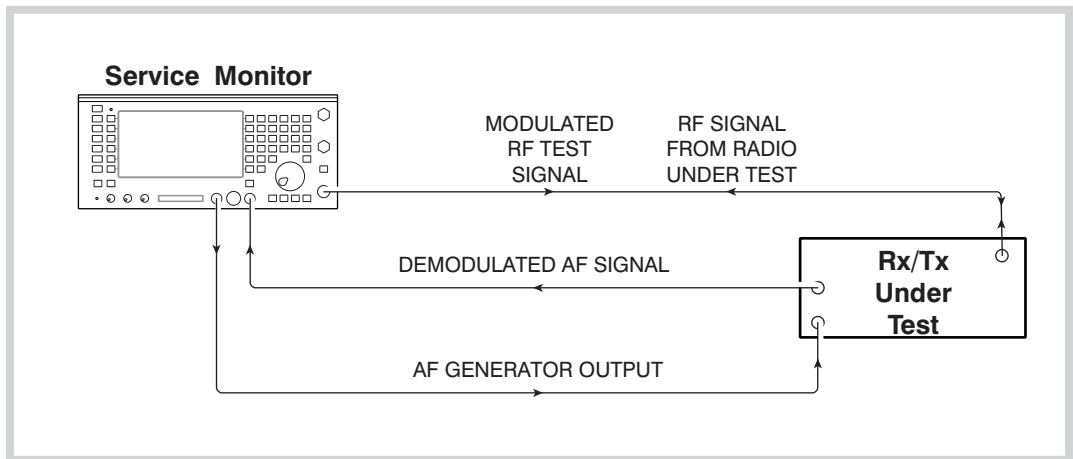 Service Monitor
MODULATED
RF TEST
SIGNAL
RF SIGNAL
FROM RADIO
UNDER TEST
DEMODULATED AF SIGNAL
Rx/Tx
Under
Test
AF GENERATOR OUTPUT